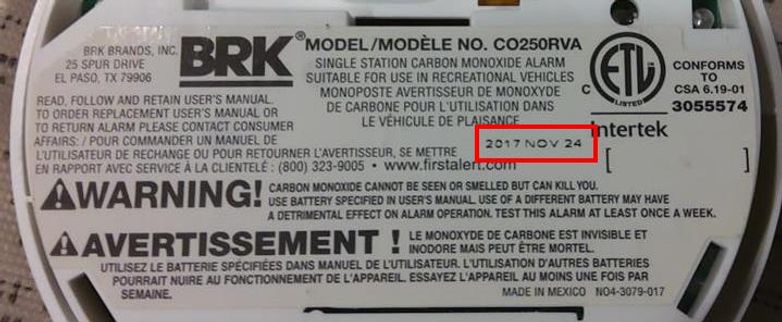 BRK BRANDS, INC.
25 SPUR DRIVE
EL PASO, TX 79906
BRK®
MODEL/MODÈLE NO. CO250RVA
SINGLE STATION CARBON MONOXIDE ALARM
SUITABLE FOR USE IN RECREATIONAL VEHICLES
MONOPOSTE AVERTISSEUR DE MONOXYDE
DE CARBONE POUR L'UTILISATION DANS
LE VÉHICULE DE PLAISANCE
C ETL LISTED
Intertek
CONFORMS
TO
CSA 6.19-01
3055574
READ, FOLLOW AND RETAIN USER'S MANUAL.
TO ORDER REPLACEMENT USER'S MANUAL OR
TO RETURN ALARM PLEASE CONTACT CONSUMER
AFFAIRS: / POUR COMMANDER UN MANUEL DE
L'UTILISATEUR DE RECHANGE OU POUR RETOURNER L'AVERTISSEUR, SE METTRE
EN RAPPORT AVEC SERVICE À LA CLIENTÈLE : (800) 323-9005 • www.firstalert.com
2017 NOV 24
[ ]
WARNING!
CARBON MONOXIDE CANNOT BE SEEN OR SMELLED BUT CAN KILL YOU.
USE BATTERY SPECIFIED IN USER'S MANUAL. USE OF A DIFFERENT BATTERY MAY HAVE
A DETRIMENTAL EFFECT ON ALARM OPERATION. TEST THIS ALARM AT LEAST ONCE A WEEK.
AVERTISSEMENT !
LE MONOXYDE DE CARBONE EST INVISIBLE ET
INODORE MAIS PEUT ÊTRE MORTEL.
UTILISEZ LE BATTERIE SPÉCIFIÉES DANS MANUEL DE L'UTILISATEUR. L'UTILISATION D'AUTRES BATTERIES
POURRAIT NUIRE AU FONCTIONNEMENT DE L'APPAREIL. ESSAYEZ L'APPAREIL AU MOINS UNE FOIS PAR
SEMAINE.
MADE IN MEXICO NO4-3079-017